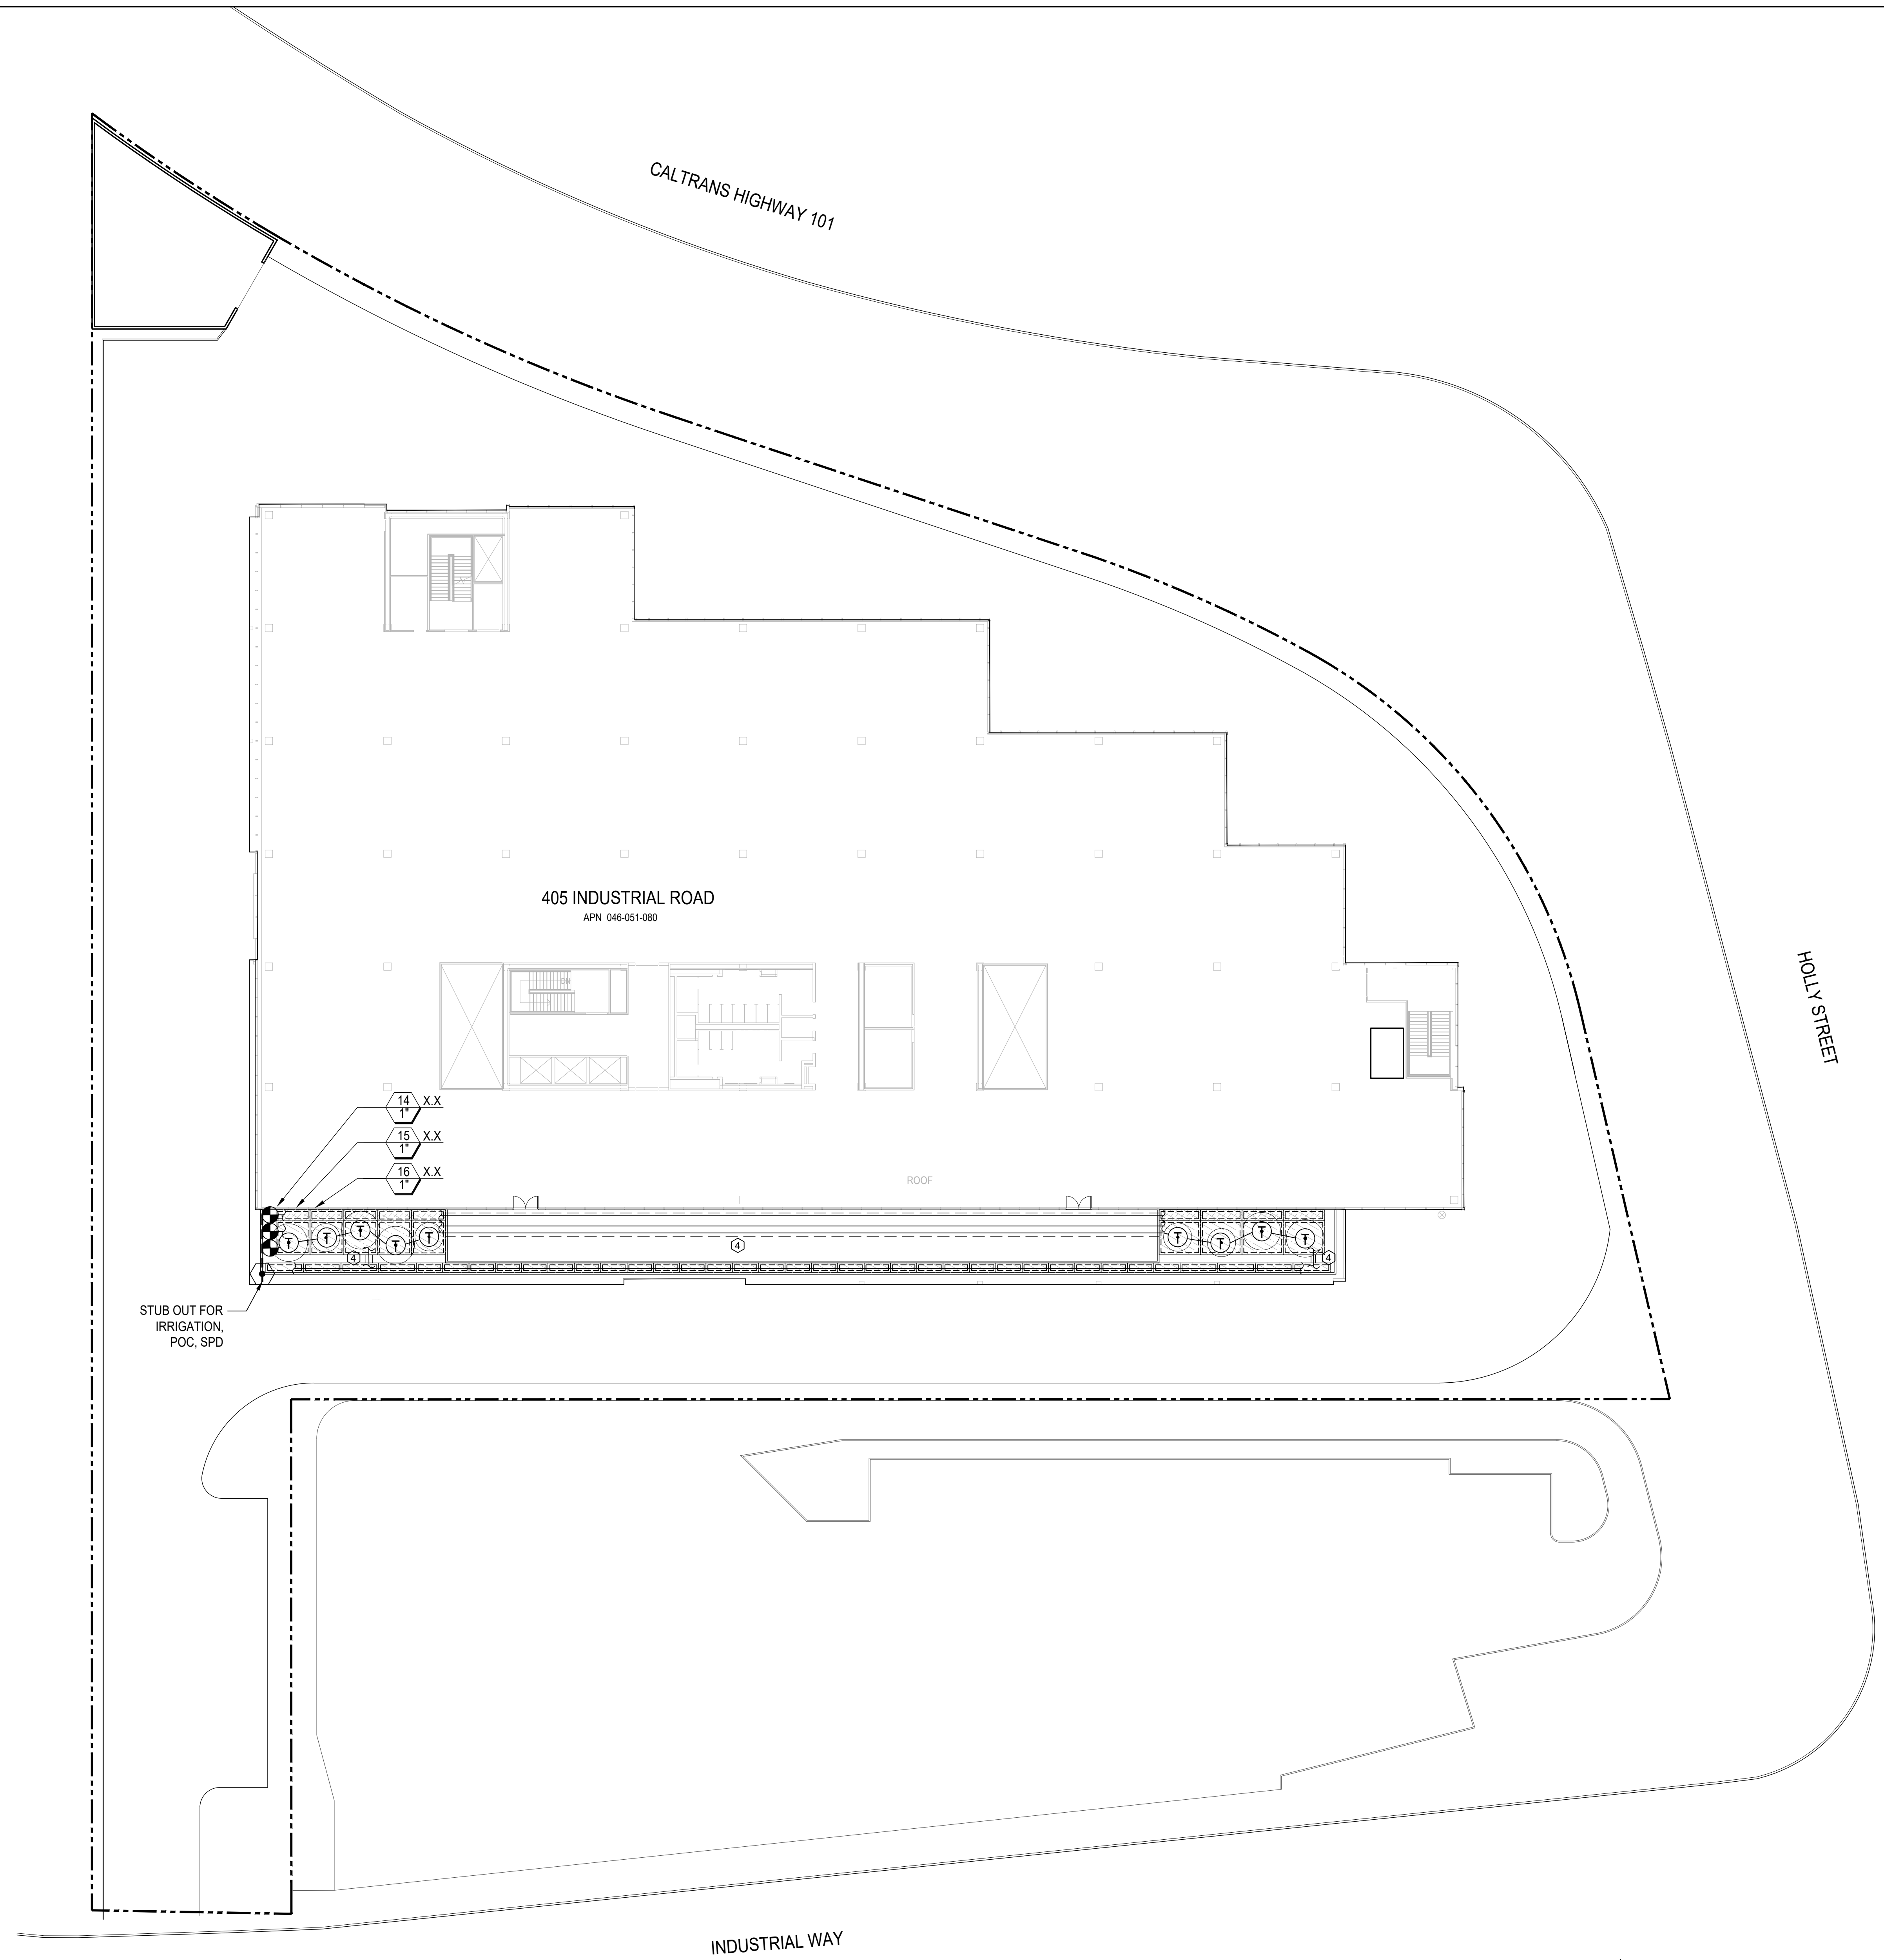 CALTRANS HIGHWAY 101
405 INDUSTRIAL ROAD
APN 046-051-080
HOLLY STREET
DN
14 X.X
1"
15 X.X
1"
16 X.X
1"
ROOF
T T T T T
T T T T
4
4
4
STUB OUT FOR
IRRIGATION,
POC, SPD
INDUSTRIAL WAY